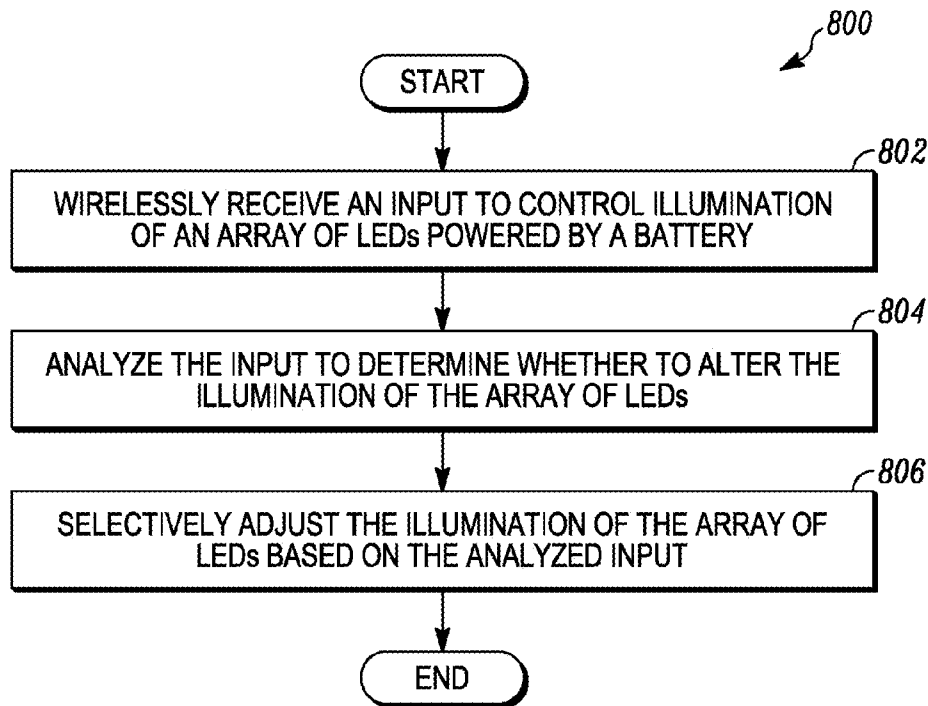 800
START
802
WIRELESSLY RECEIVE AN INPUT TO CONTROL ILLUMINATION
OF AN ARRAY OF LEDs POWERED BY A BATTERY
804
ANALYZE THE INPUT TO DETERMINE WHETHER TO ALTER THE
ILLUMINATION OF THE ARRAY OF LEDs
806
SELECTIVELY ADJUST THE ILLUMINATION OF THE ARRAY OF
LEDs BASED ON THE ANALYZED INPUT
END